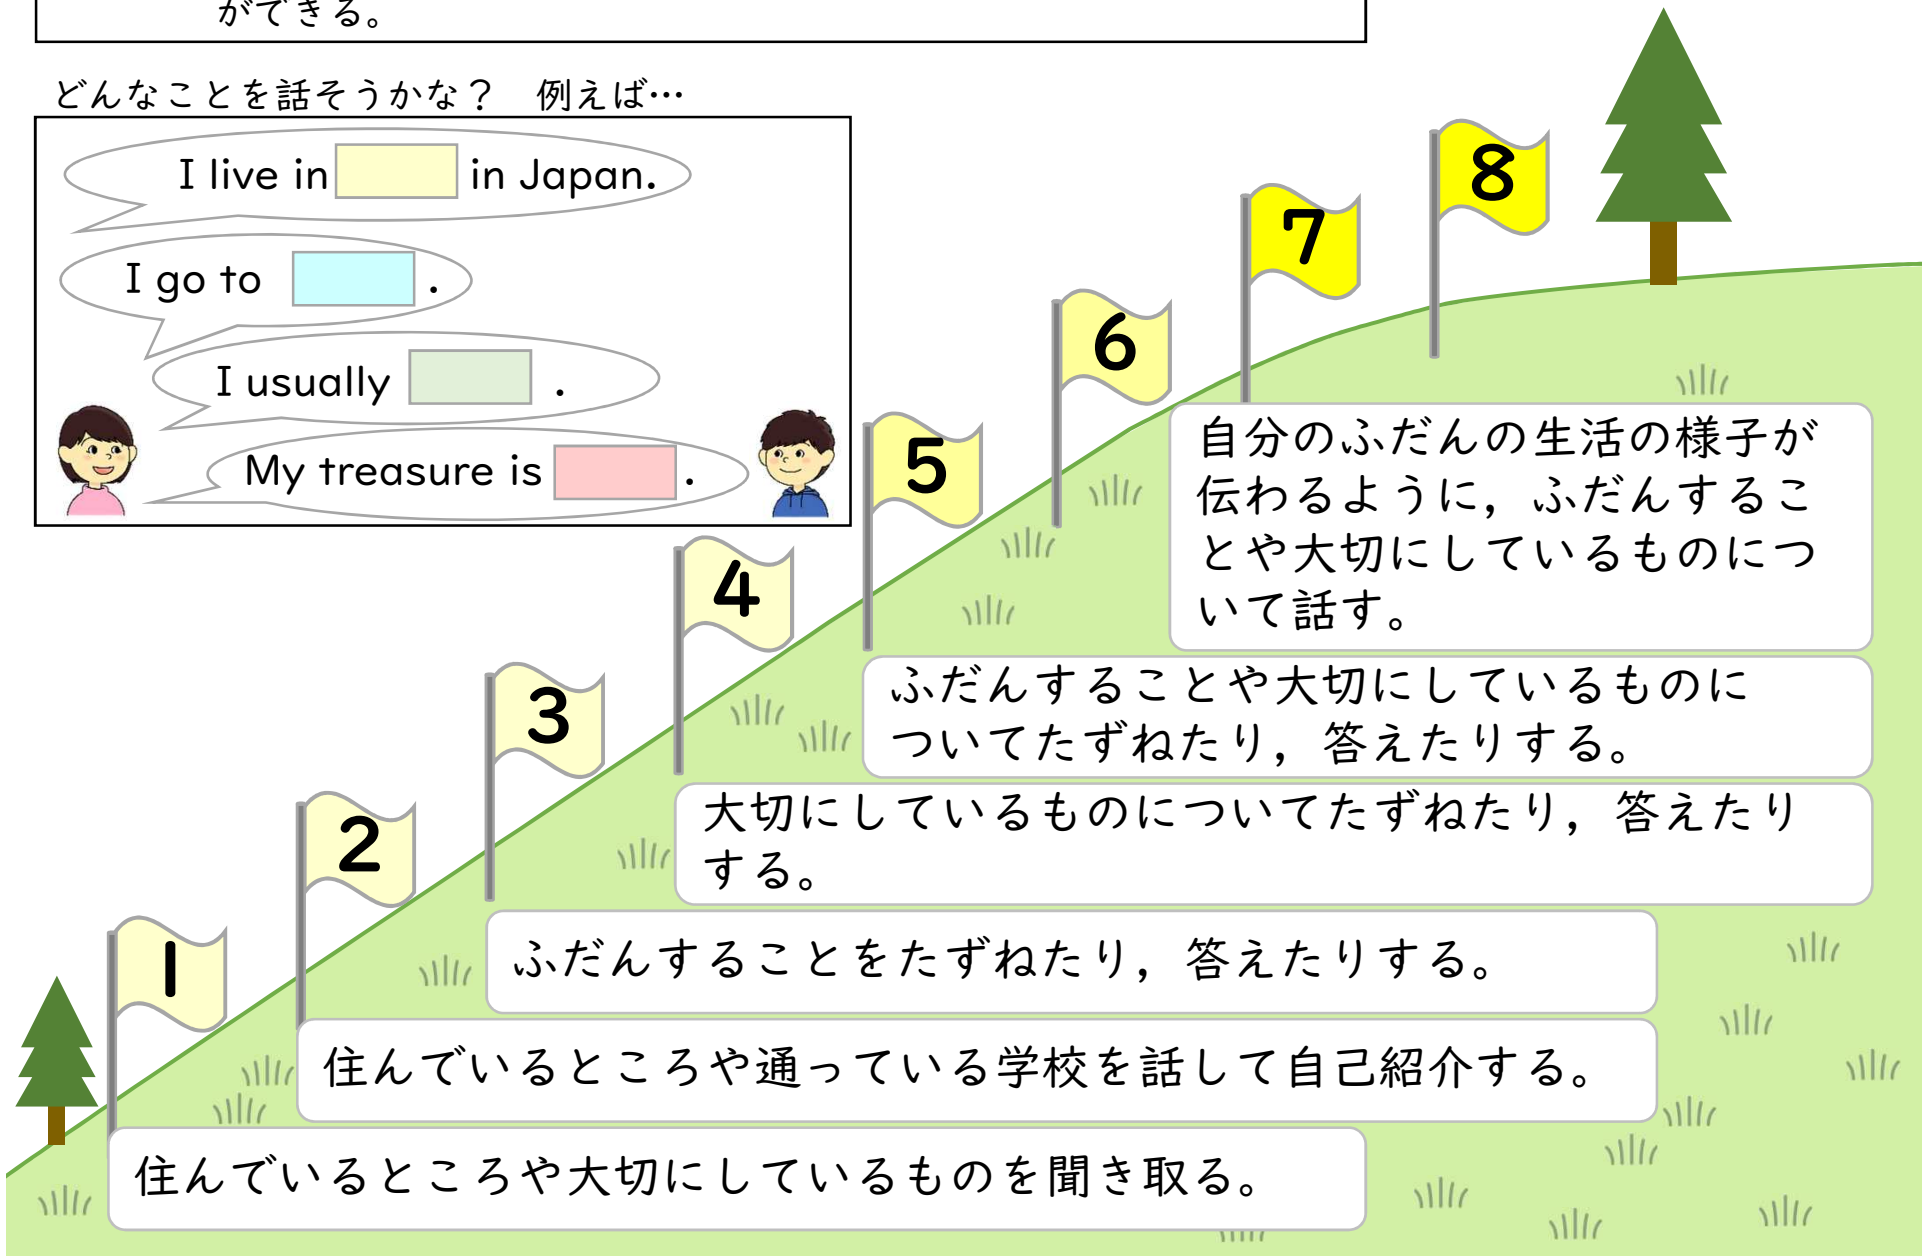 ができる。
どんなことを話そうかな？　例えば…
I live in in Japan.
I go to .
I usually .
My treasure is .
8
7
6
5
4
3
2
1
自分のふだんの生活の様子が
伝わるように，ふだんするこ
とや大切にしているものにつ
いて話す。
ふだんすることや大切にしているものに
ついてたずねたり，答えたりする。
大切にしているものについてたずねたり，答えたり
する。
ふだんすることをたずねたり，答えたりする。
住んでいるところや通っている学校を話して自己紹介する。
住んでいるところや大切にしているものを聞き取る。